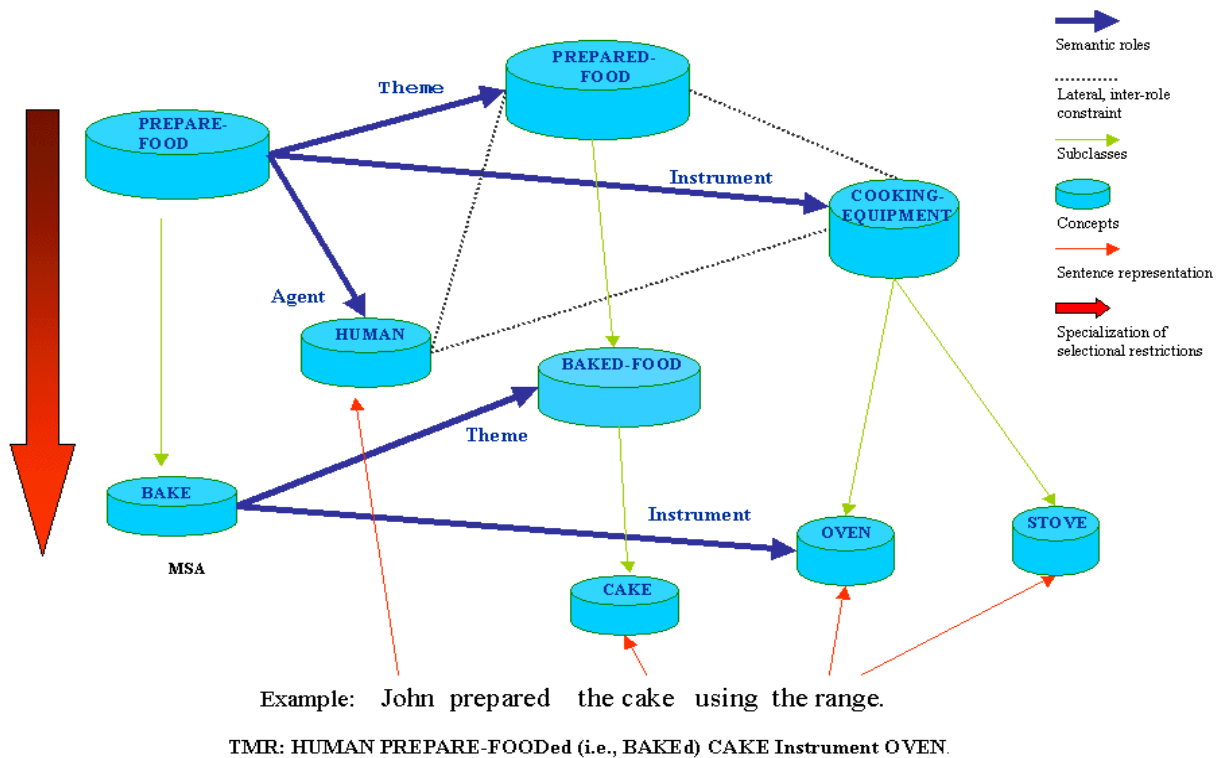 PREPARED-
FOOD
Theme
PREPARE-
FOOD
Instrument
COOKING-
EQUIPMENT
Agent
HUMAN
BAKED-FOOD
Theme
BAKE
Instrument
OVEN
STOVE
MSA
CAKE
Semantic roles
Lateral, inter-role
constraint
Subclasses
Concepts
Sentence representation
Specialization of
selectional restrictions
Example: John prepared the cake using the range.
TMR: HUMAN PREPARE-FOODed (i.e., BAKEd) CAKE Instrument OVEN.